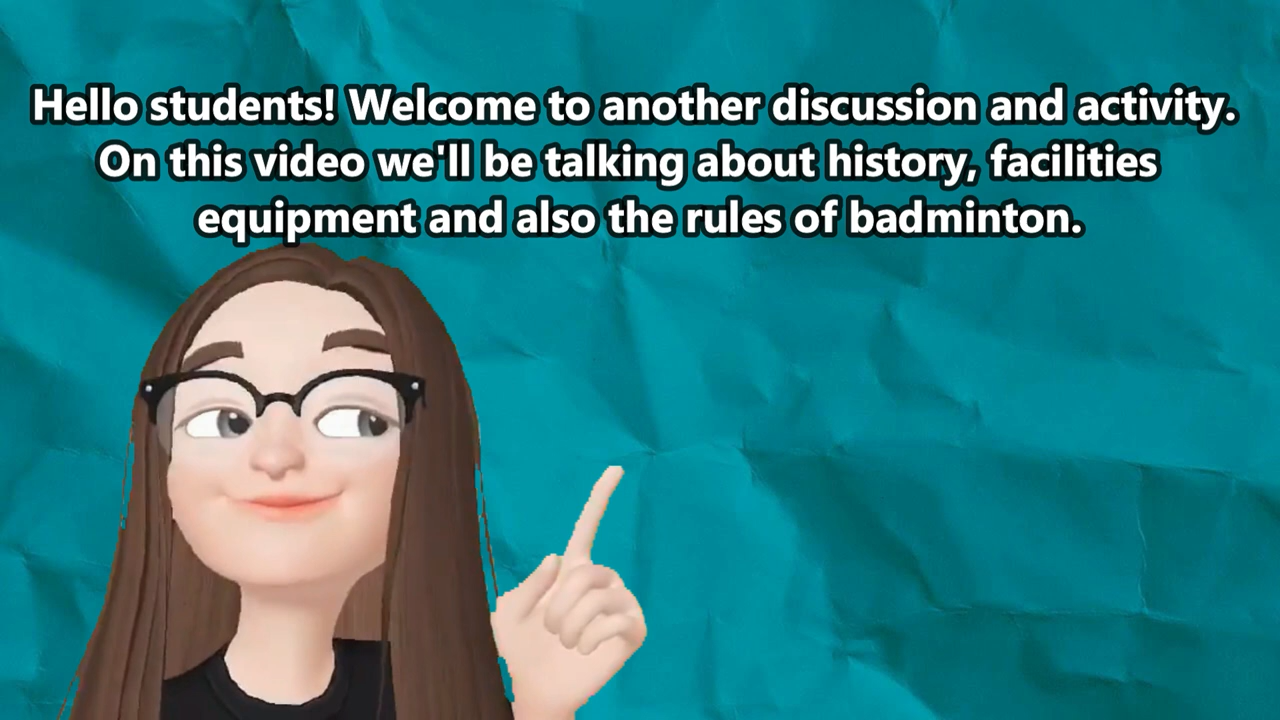 Hello students! Welcome to another discussion and activity.
On this video we'll be talking about history, facilities
equipment and also the rules of badminton.